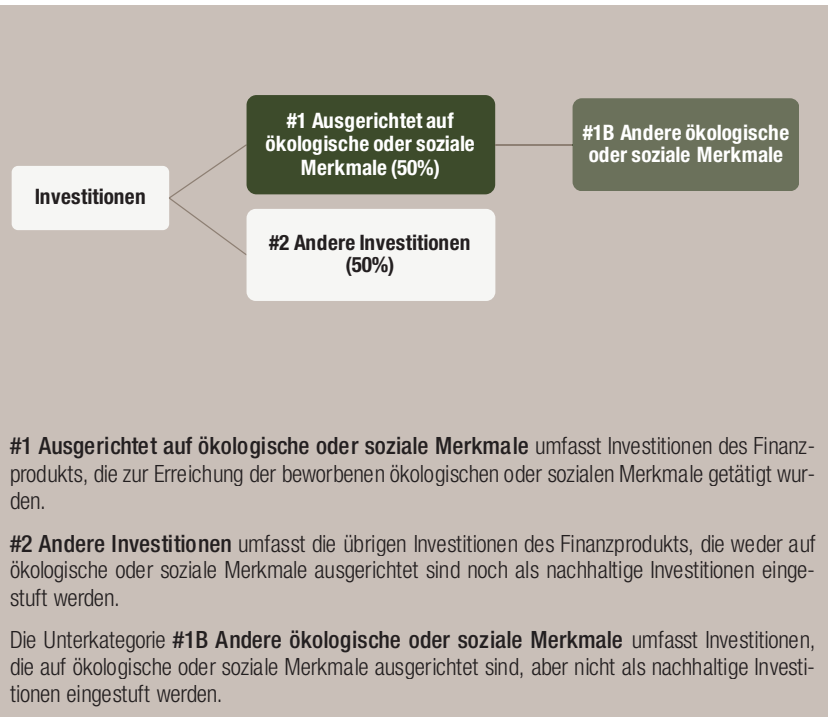 #1 Ausgerichtet auf
ökologische oder soziale
Merkmale (50%)
#1B Andere ökologische
oder soziale Merkmale
Investitionen
#2 Andere Investitionen
(50%)
#1 Ausgerichtet auf ökologische oder soziale Merkmale umfasst Investitionen des Finanz-
produkts, die zur Erreichung der beworbenen ökologischen oder sozialen Merkmale getätigt wur-
den.
#2 Andere Investitionen umfasst die übrigen Investitionen des Finanzprodukts, die weder auf
ökologische oder soziale Merkmale ausgerichtet sind noch als nachhaltige Investitionen einge-
stuft werden.
Die Unterkategorie #1B Andere ökologische oder soziale Merkmale umfasst Investitionen,
die auf ökologische oder soziale Merkmale ausgerichtet sind, aber nicht als nachhaltige Investi-
tionen eingestuft werden.